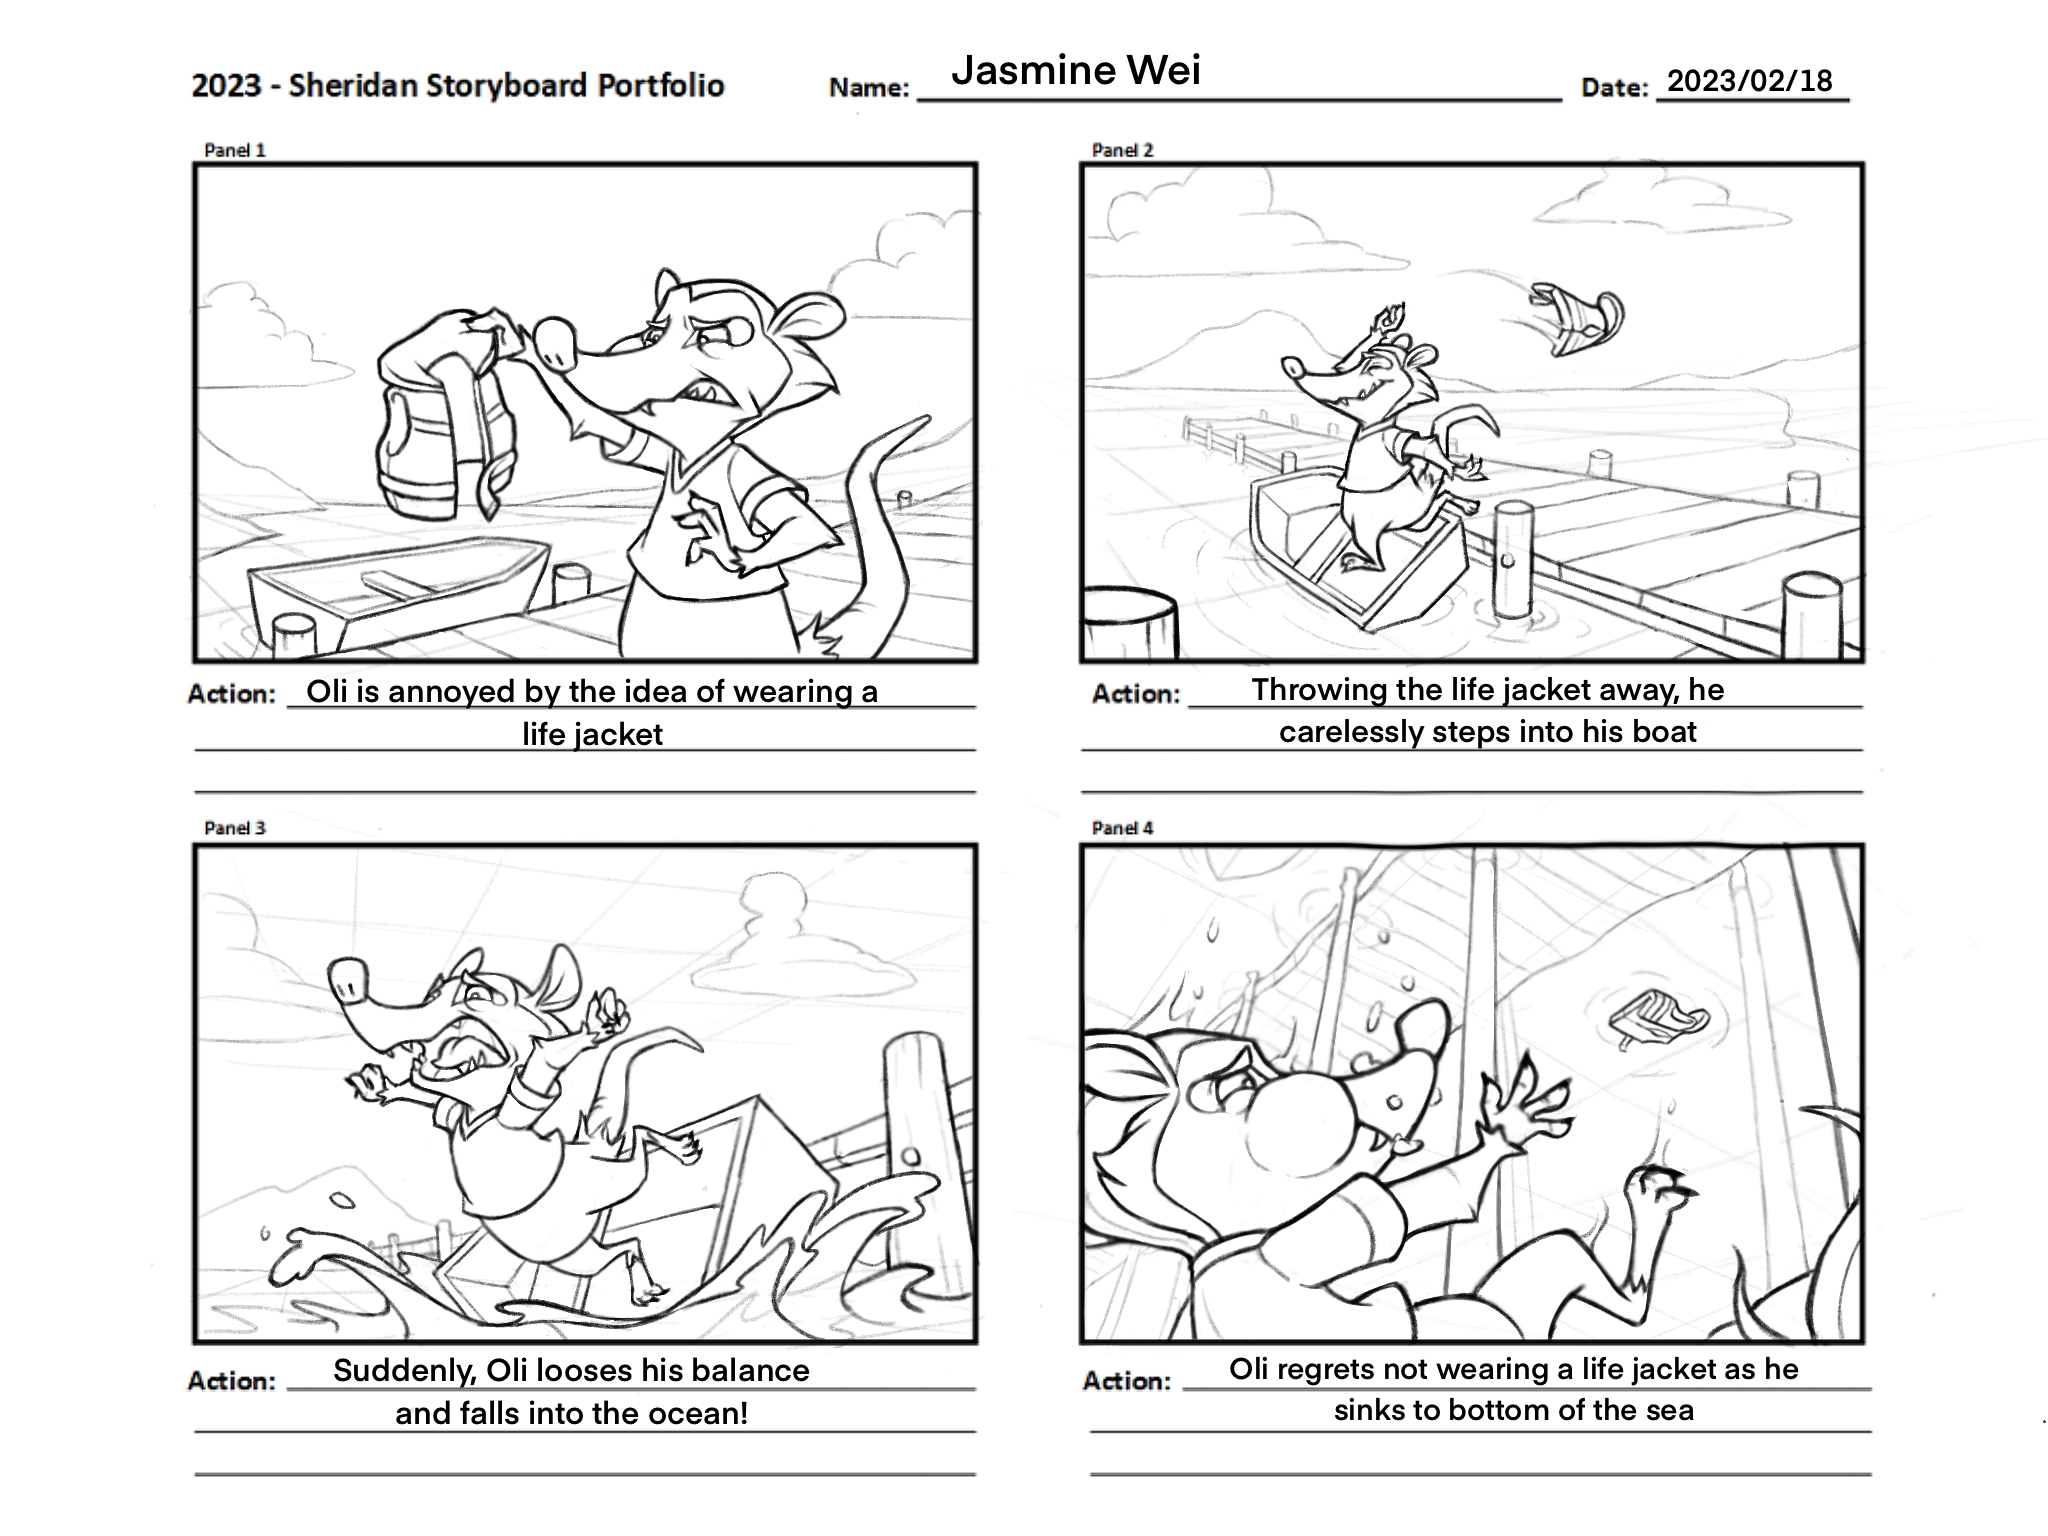 2023 - Sheridan Storyboard Portfolio Name: Jasmine Wei Date: 2023/02/18
Panel 1
Action: Oli is annoyed by the idea of wearing a
life jacket
Panel 2
Action: Throwing the life jacket away, he
carelessly steps into his boat
Panel 3
Action: Suddenly, Oli looses his balance
and falls into the ocean!
Panel 4
Action: Oli regrets not wearing a life jacket as he
sinks to bottom of the sea